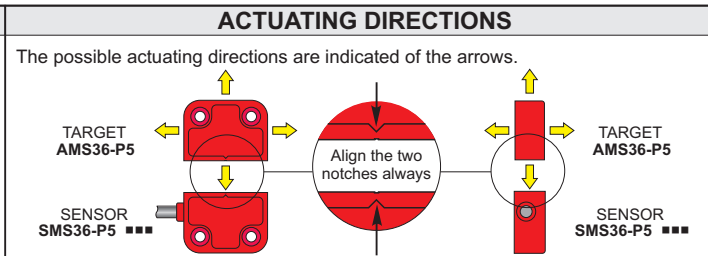 ACTUATING DIRECTIONS
The possible actuating directions are indicated of the arrows.
TARGET
AMS36-P5
Align the two
notches always
TARGET
AMS36-P5
SENSOR
SMS36-P5 ■■■
SENSOR
SMS36-P5 ■■■